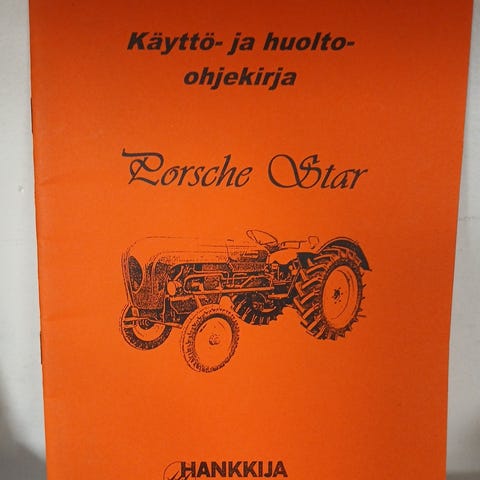 Käyttö- ja huolto-
ohjekirja
Porsche Star
HANKKIJA